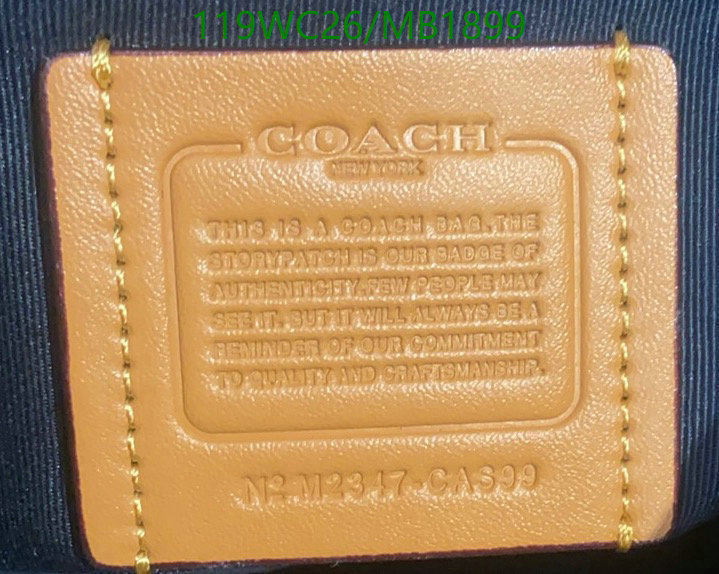 119WC26/MB1899
COACH
NEW YORK
THIS IS A COACH BAG. THE
STORYPATCH IS OUR BADGE OF
AUTHENTICITY. FEW PEOPLE MAY
SEE IT, BUT IT WILL ALWAYS BE A
REMINDER OF OUR COMMITMENT
TO QUALITY AND CRAFTSMANSHIP.
Nº. M2347-CAS99